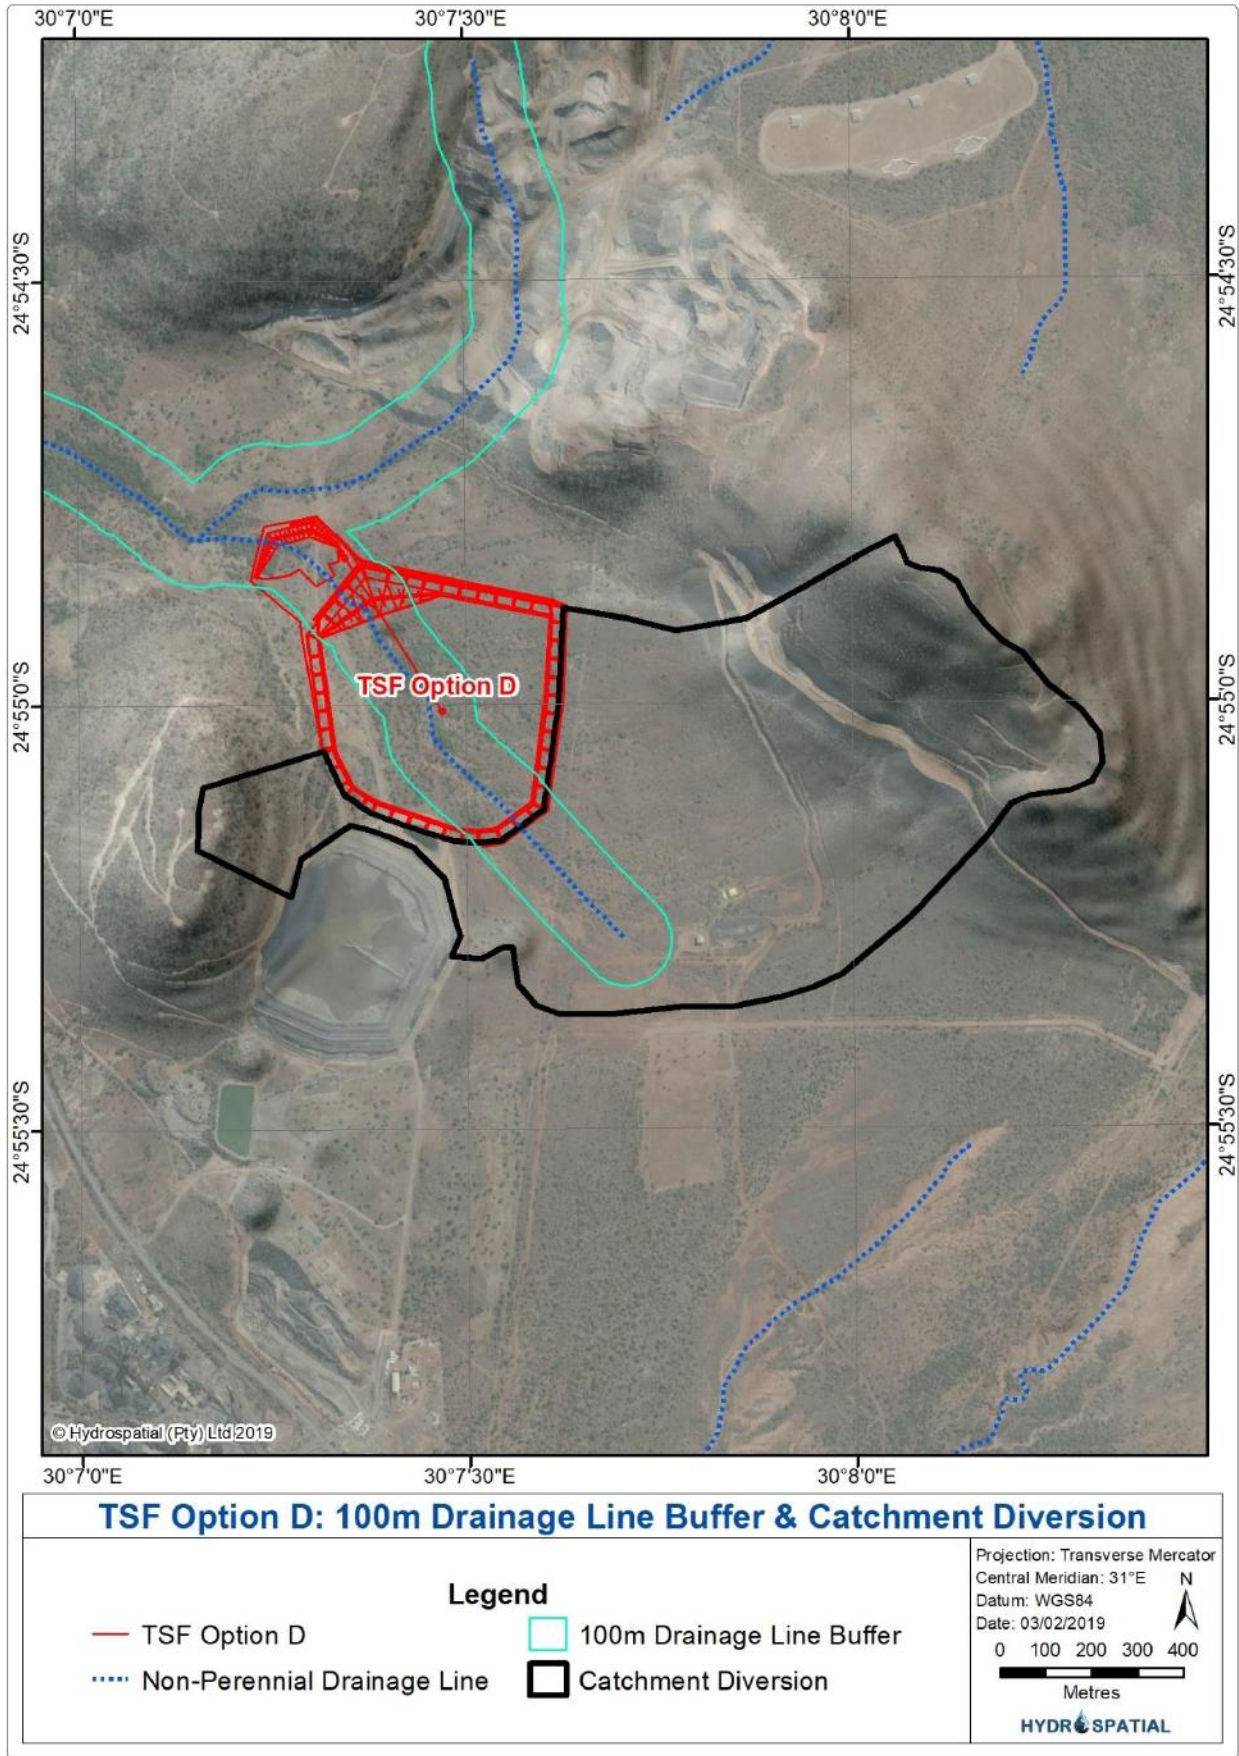 30°7'0"E 30°7'30"E 30°8'0"E
24°54'30"S 24°54'30"S
TSF Option D
24°55'0"S 24°55'0"S
24°55'30"S 24°55'30"S
© Hydrospatial (Pty) Ltd 2019
30°7'0"E 30°7'30"E 30°8'0"E
TSF Option D: 100m Drainage Line Buffer & Catchment Diversion
Legend
TSF Option D
100m Drainage Line Buffer
Non-Perennial Drainage Line
Catchment Diversion
Projection: Transverse Mercator
Central Meridian: 31°E
N
Datum: WGS84
Date: 03/02/2019
0 100 200 300 400
Metres
HYDROSPATIAL